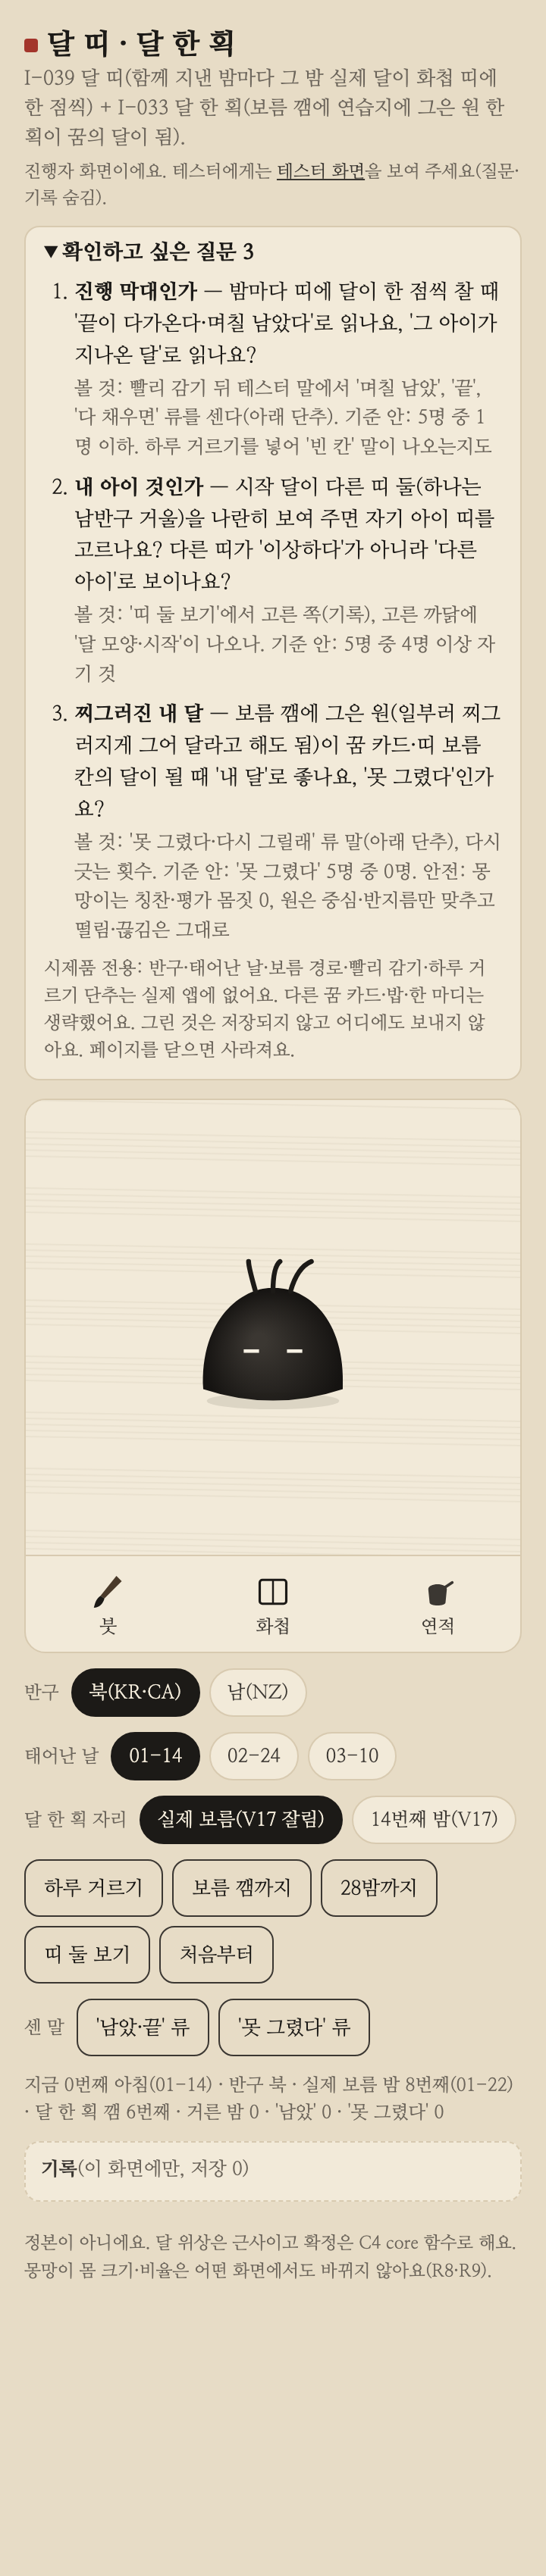 달 띠 · 달 한 획
I-039 달 띠(함께 지낸 밤마다 그 밤 실제 달이 화첩 띠에
한 점씩) + I-033 달 한 획(보름 깸에 연습지에 그은 원 한
획이 꿈의 달이 됨).
진행자 화면이에요. 테스터에게는 테스터 화면을 보여 주세요(질문·
기록 숨김).
▼확인하고 싶은 질문 3
1. 진행 막대인가 — 밤마다 띠에 달이 한 점씩 찰 때
'끝이 다가온다·며칠 남았다'로 읽나요, '그 아이가
지나온 달'로 읽나요?
볼 것: 빨리 감기 뒤 테스터 말에서 '며칠 남았', '끝',
'다 채우면' 류를 센다(아래 단추). 기준 안: 5명 중 1
명 이하. 하루 거르기를 넣어 '빈 칸' 말이 나오는지도
2. 내 아이 것인가 — 시작 달이 다른 띠 둘(하나는
남반구 거울)을 나란히 보여 주면 자기 아이 띠를
고르나요? 다른 띠가 '이상하다'가 아니라 '다른
아이'로 보이나요?
볼 것: '띠 둘 보기'에서 고른 쪽(기록), 고른 까닭에
'달 모양·시작'이 나오나. 기준 안: 5명 중 4명 이상 자
기 것
3. 찌그러진 내 달 — 보름 깸에 그은 원(일부러 찌그
러지게 그어 달라고 해도 됨)이 꿈 카드·띠 보름
칸의 달이 될 때 '내 달'로 좋나요, '못 그렸다'인가
요?
볼 것: '못 그렸다·다시 그릴래' 류 말(아래 단추), 다시
긋는 횟수. 기준 안: '못 그렸다' 5명 중 0명. 안전: 몽
망이는 칭찬·평가 몸짓 0, 원은 중심·반지름만 맞추고
떨림·끊김은 그대로
시제품 전용: 반구·태어난 날·보름 경로·빨리 감기·하루 거
르기 단추는 실제 앱에 없어요. 다른 꿈 카드·밥·한 마디는
생략했어요. 그린 것은 저장되지 않고 어디에도 보내지 않
아요. 페이지를 닫으면 사라져요.
붓 화첩 연적
반구 북(KR·CA) 남(NZ)
태어난 날 01-14 02-24 03-10
달 한 획 자리 실제 보름(V17 잘림) 14번째 밤(V17)
하루 거르기 보름 깸까지 28밤까지
띠 둘 보기 처음부터
센 말 '남았·끝' 류 '못 그렸다' 류
지금 0번째 아침(01-14) · 반구 북 · 실제 보름 밤 8번째(01-22)
· 달 한 획 깸 6번째 · 거른 밤 0 · '남았' 0 · '못 그렸다' 0
기록(이 화면에만, 저장 0)
정본이 아니에요. 달 위상은 근사이고 확정은 C4 core 함수로 해요.
몽망이 몸 크기·비율은 어떤 화면에서도 바뀌지 않아요(R8·R9).